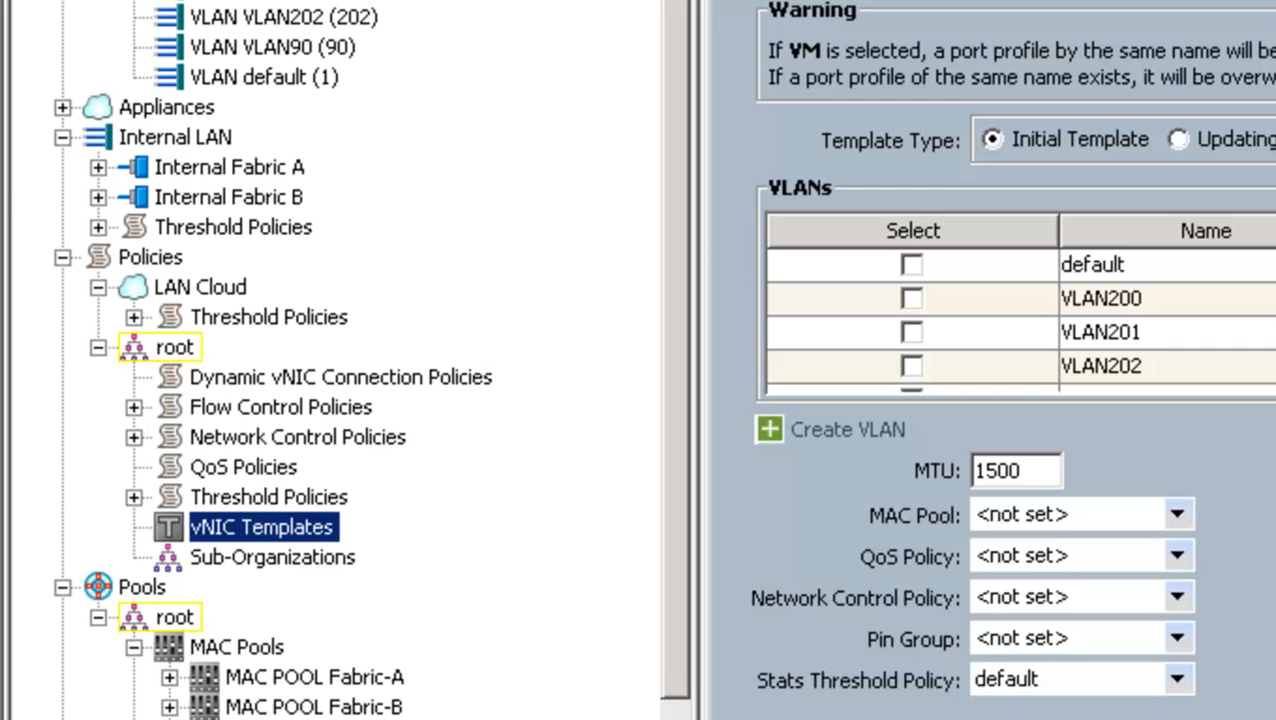 VLAN VLAN202 (202)
VLAN VLAN90 (90)
VLAN default (1)
Appliances
Internal LAN
Internal Fabric A
Internal Fabric B
Threshold Policies
Policies
LAN Cloud
Threshold Policies
root
Dynamic vNIC Connection Policies
Flow Control Policies
Network Control Policies
QoS Policies
Threshold Policies
vNIC Templates
Sub-Organizations
Pools
root
MAC Pools
MAC POOL Fabric-A
MAC POOL Fabric-B
Warning
If VM is selected, a port profile by the same name will be
If a port profile of the same name exists, it will be overw
Template Type: Initial Template Updating
VLANs
Select Name
default
VLAN200
VLAN201
VLAN202
Create VLAN
MTU: 1500
MAC Pool: <not set>
QoS Policy: <not set>
Network Control Policy: <not set>
Pin Group: <not set>
Stats Threshold Policy: default